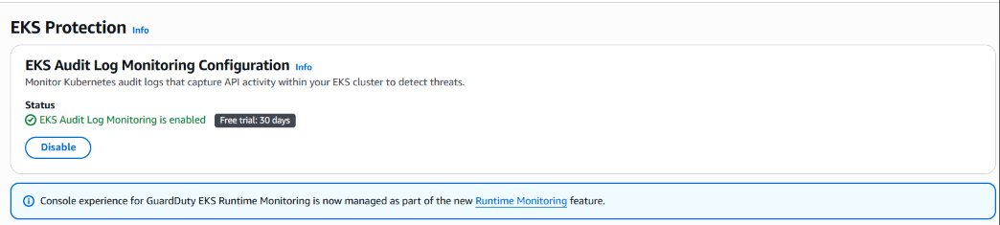 EKS Protection Info
EKS Audit Log Monitoring Configuration Info
Monitor Kubernetes audit logs that capture API activity within your EKS cluster to detect threats.
Status
EKS Audit Log Monitoring is enabled Free trial: 30 days
Disable
Console experience for GuardDuty EKS Runtime Monitoring is now managed as part of the new Runtime Monitoring feature.